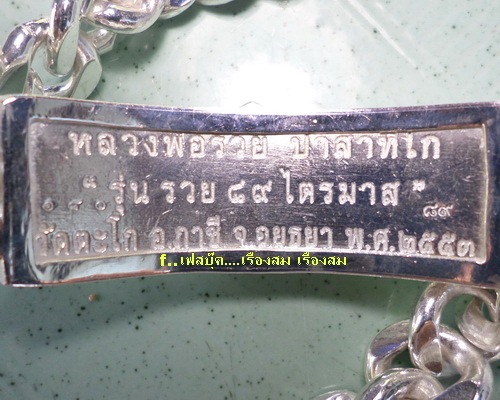 หลวงพ่อรวย ปาสาทิโก
๑๘๐ "รุ่น รวย ๘๙ ไตรมาส" ๘๙
วัดตะโก อ.ภาชี จ.อยุธยา พ.ศ.๒๕๕๓
f..เฟสบุ๊ค....เรืองสม เรืองสม